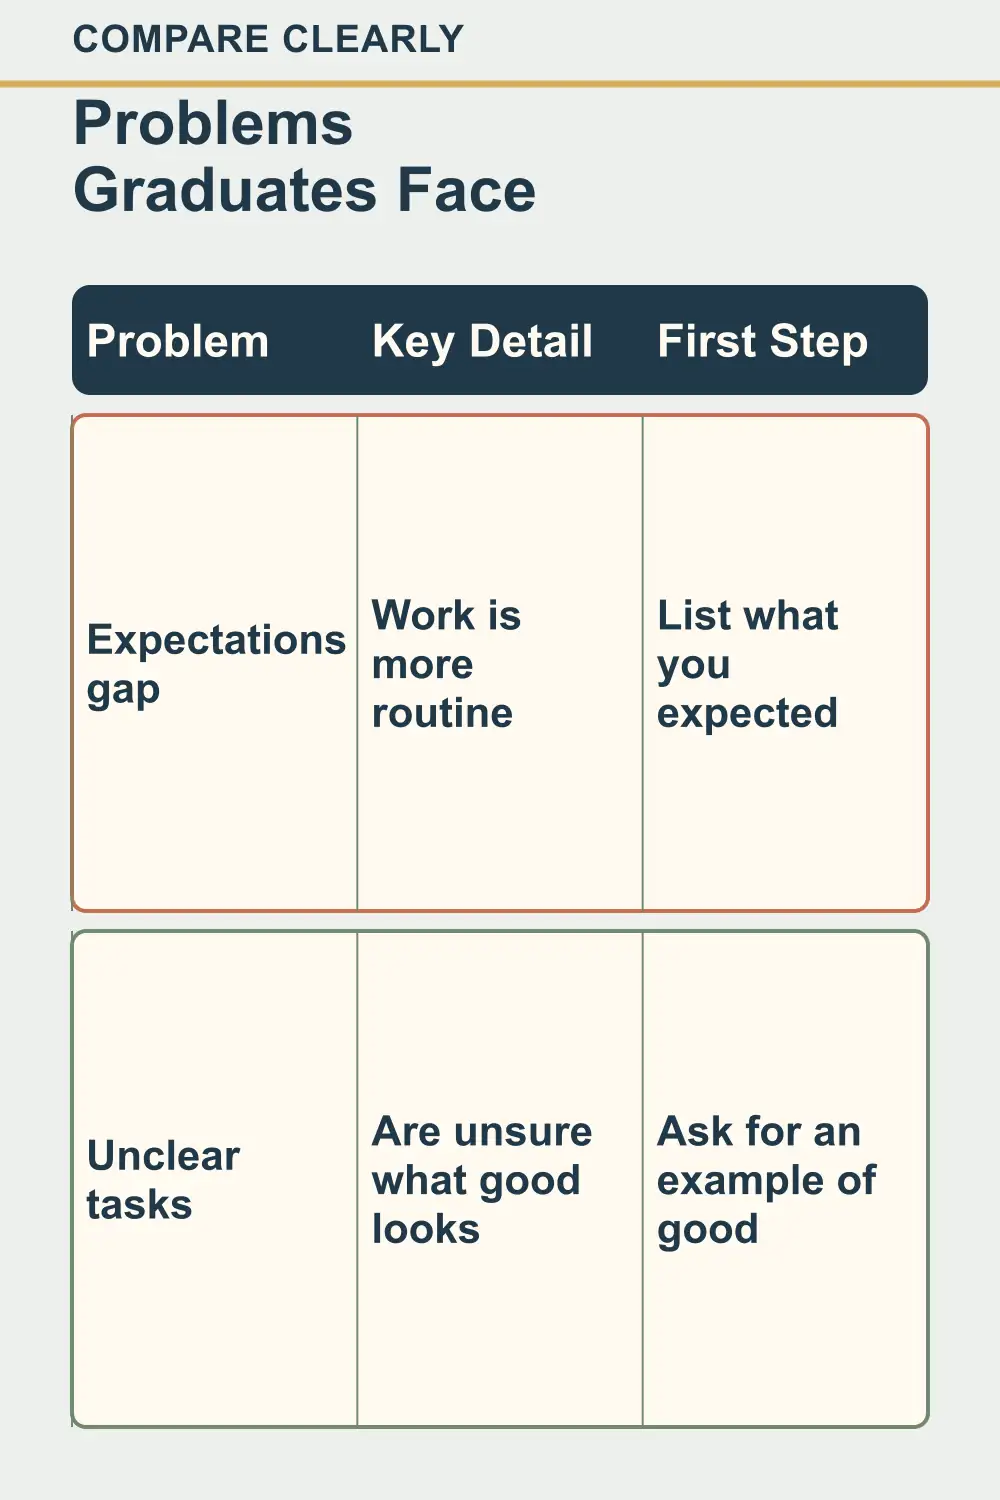 COMPARE CLEARLY
Problems
Graduates Face
Problem
Key Detail
First Step
Expectations
gap
Work is
more
routine
List what
you
expected
Unclear
tasks
Are unsure
what good
looks
Ask for an
example of
good